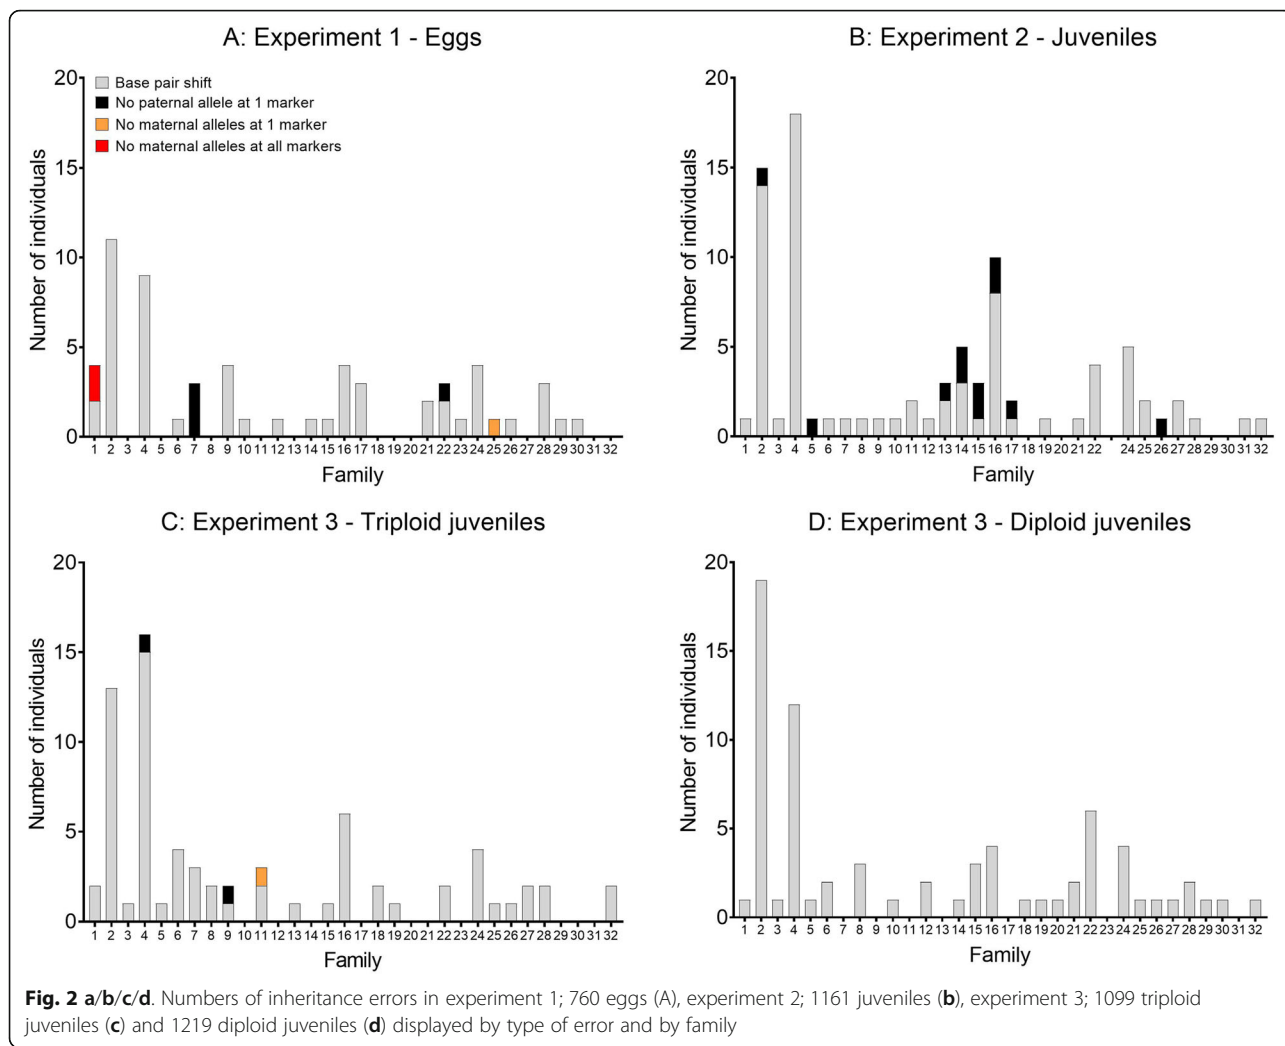 A: Experiment 1 - Eggs
20
15
10
5
0
Number of individuals
Base pair shift
No paternal allele at 1 marker
No maternal alleles at 1 marker
No maternal alleles at all markers
1 2 3 4 5 6 7 8 9 10 11 12 13 14 15 16 17 18 19 20 21 22 23 24 25 26 27 28 29 30 31 32
Family
B: Experiment 2 - Juveniles
20
15
10
5
0
Number of individuals
1 2 3 4 5 6 7 8 9 10 11 12 13 14 15 16 17 18 19 20 21 22 24 25 26 27 28 29 30 31 32
Family
C: Experiment 3 - Triploid juveniles
20
15
10
5
0
Number of individuals
1 2 3 4 5 6 7 8 9 10 11 12 13 14 15 16 17 18 19 20 21 22 23 24 25 26 27 28 29 30 31 32
Family
D: Experiment 3 - Diploid juveniles
20
15
10
5
0
Number of individuals
1 2 3 4 5 6 7 8 9 10 11 12 13 14 15 16 17 18 19 20 21 22 23 24 25 26 27 28 29 30 31 32
Family
Fig. 2 a/b/c/d. Numbers of inheritance errors in experiment 1; 760 eggs (A), experiment 2; 1161 juveniles (b), experiment 3; 1099 triploid
juveniles (c) and 1219 diploid juveniles (d) displayed by type of error and by family